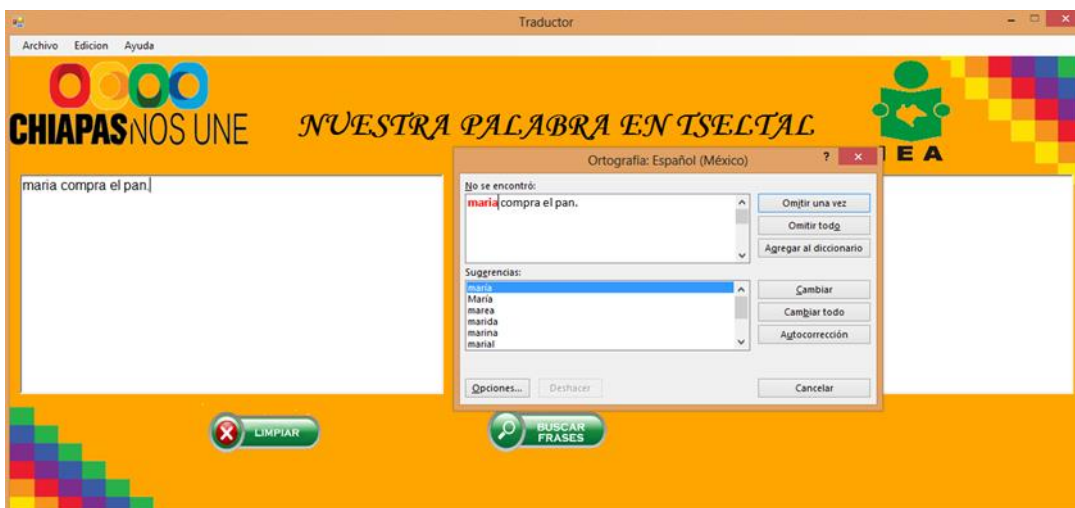 Traductor
Archivo Edicion Ayuda
CHIAPAS NOS UNE
NUESTRA PALABRA EN TSELTAL
EA
maria compra el pan.
Ortografía: Español (México)
No se encontró:
maria compra el pan.
Omitir una vez
Omitir todo
Agregar al diccionario
Sugerencias:
maría
María
marea
marida
marina
marial
Cambiar
Cambiar todo
Autocorrección
Opciones...
Deshacer
Cancelar
LIMPIAR
BUSCAR
FRASES